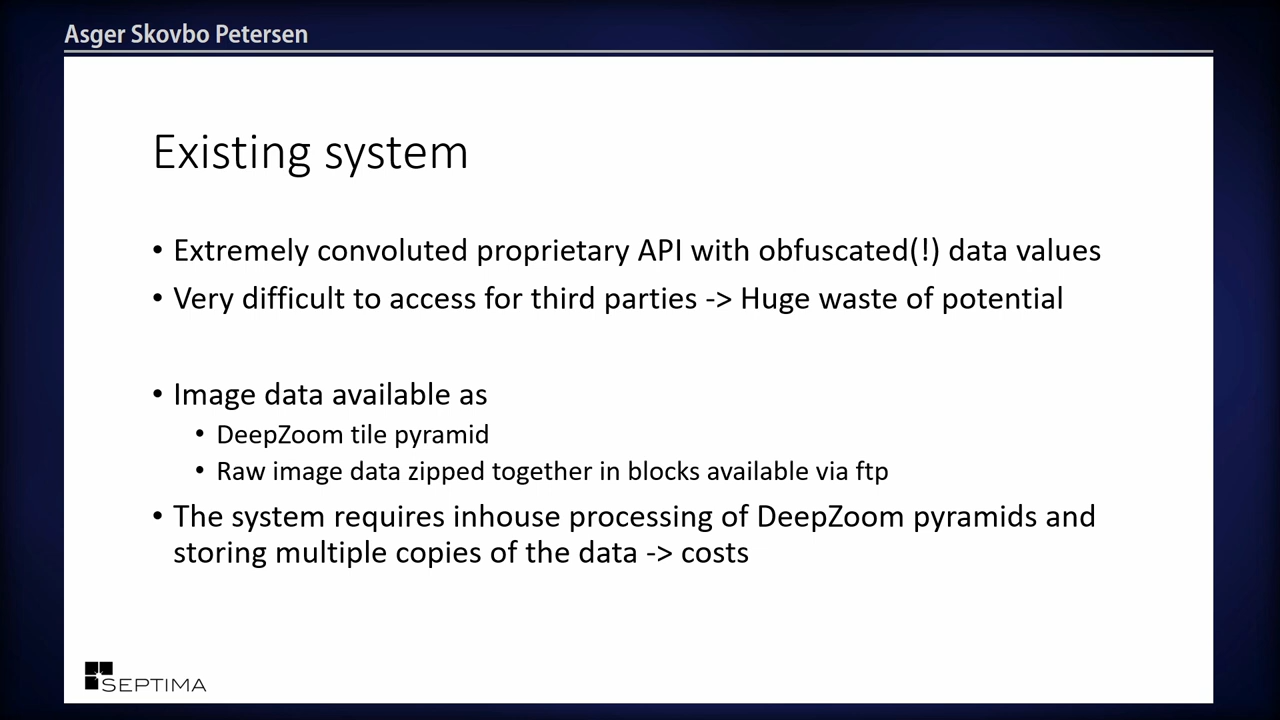 Asger Skovbo Petersen
Existing system
• Extremely convoluted proprietary API with obfuscated(!) data values
• Very difficult to access for third parties -> Huge waste of potential
• Image data available as
• DeepZoom tile pyramid
• Raw image data zipped together in blocks available via ftp
• The system requires inhouse processing of DeepZoom pyramids and
storing multiple copies of the data -> costs
SEPTIMA